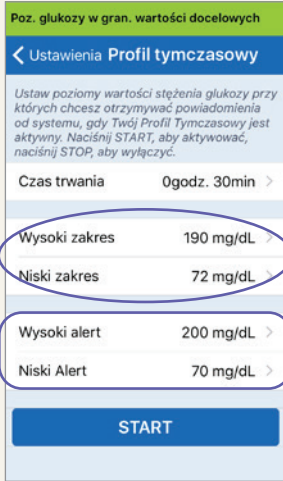 Poz. glukozy w gran. wartości docelowych
Ustawienia Profil tymczasowy
Ustaw poziomy wartości stężenia glukozy przy
których chcesz otrzymywać powiadomienia
od systemu, gdy Twój Profil Tymczasowy jest
aktywny. Naciśnij START, aby aktywować,
naciśnij STOP, aby wyłączyć.
Czas trwania 0godz. 30min
Wysoki zakres 190 mg/dL
Niski zakres 72 mg/dL
Wysoki alert 200 mg/dL
Niski Alert 70 mg/dL
START